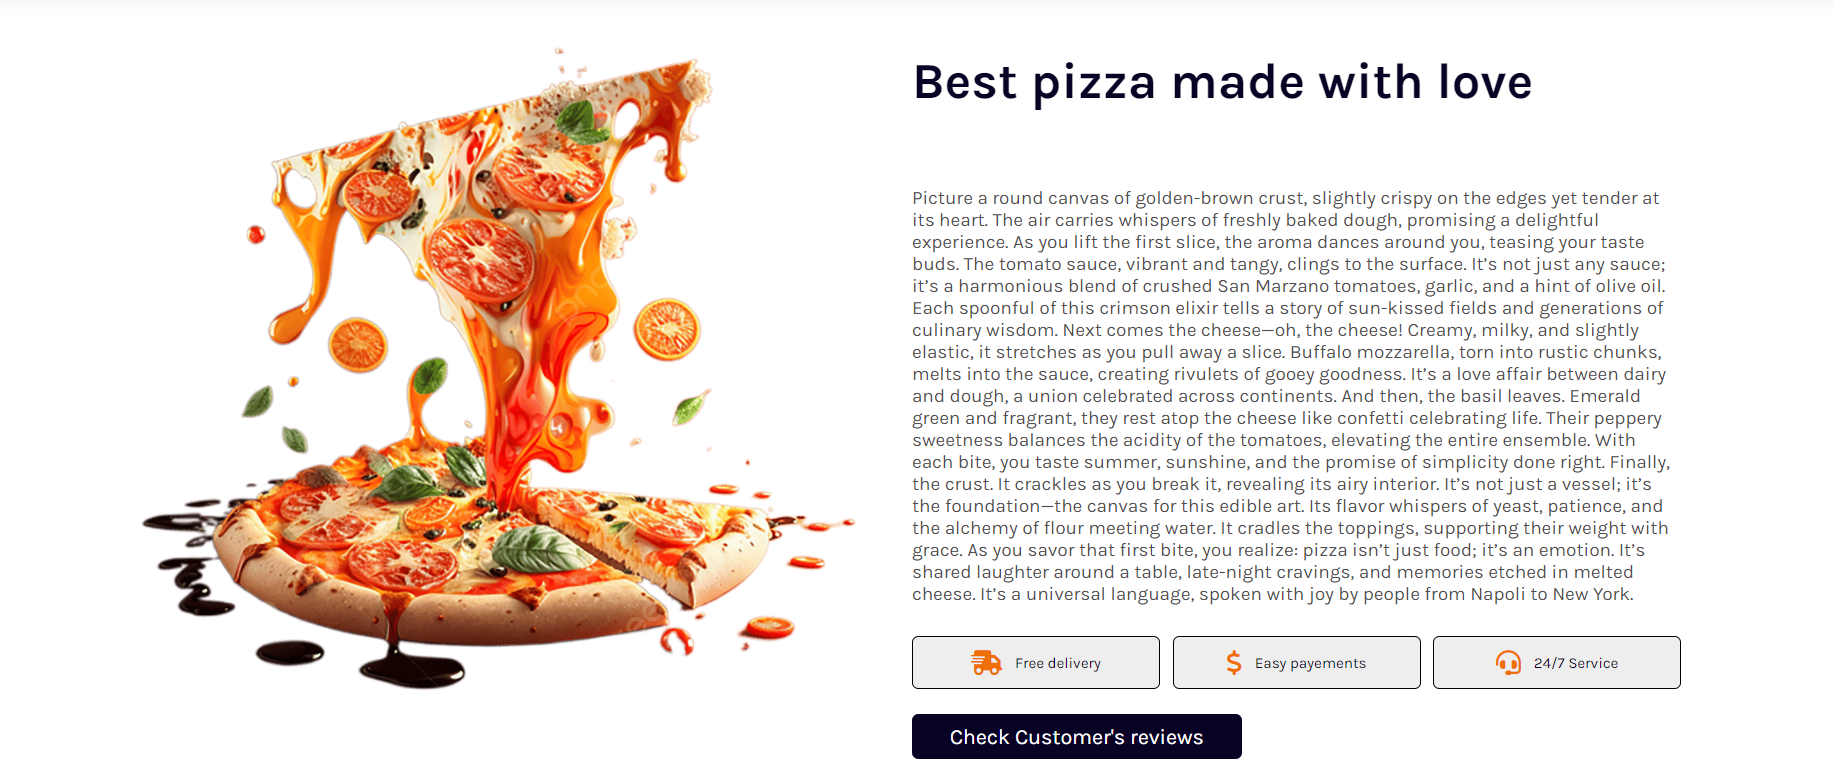 Best pizza made with love
Picture a round canvas of golden-brown crust, slightly crispy on the edges yet tender at
its heart. The air carries whispers of freshly baked dough, promising a delightful
experience. As you lift the first slice, the aroma dances around you, teasing your taste
buds. The tomato sauce, vibrant and tangy, clings to the surface. It’s not just any sauce;
it’s a harmonious blend of crushed San Marzano tomatoes, garlic, and a hint of olive oil.
Each spoonful of this crimson elixir tells a story of sun-kissed fields and generations of
culinary wisdom. Next comes the cheese—oh, the cheese! Creamy, milky, and slightly
elastic, it stretches as you pull away a slice. Buffalo mozzarella, torn into rustic chunks,
melts into the sauce, creating rivulets of gooey goodness. It’s a love affair between dairy
and dough, a union celebrated across continents. And then, the basil leaves. Emerald
green and fragrant, they rest atop the cheese like confetti celebrating life. Their peppery
sweetness balances the acidity of the tomatoes, elevating the entire ensemble. With
each bite, you taste summer, sunshine, and the promise of simplicity done right. Finally,
the crust. It crackles as you break it, revealing its airy interior. It’s not just a vessel; it’s
the foundation—the canvas for this edible art. Its flavor whispers of yeast, patience, and
the alchemy of flour meeting water. It cradles the toppings, supporting their weight with
grace. As you savor that first bite, you realize: pizza isn’t just food; it’s an emotion. It’s
shared laughter around a table, late-night cravings, and memories etched in melted
cheese. It’s a universal language, spoken with joy by people from Napoli to New York.
Free delivery
Easy payements
24/7 Service
Check Customer's reviews